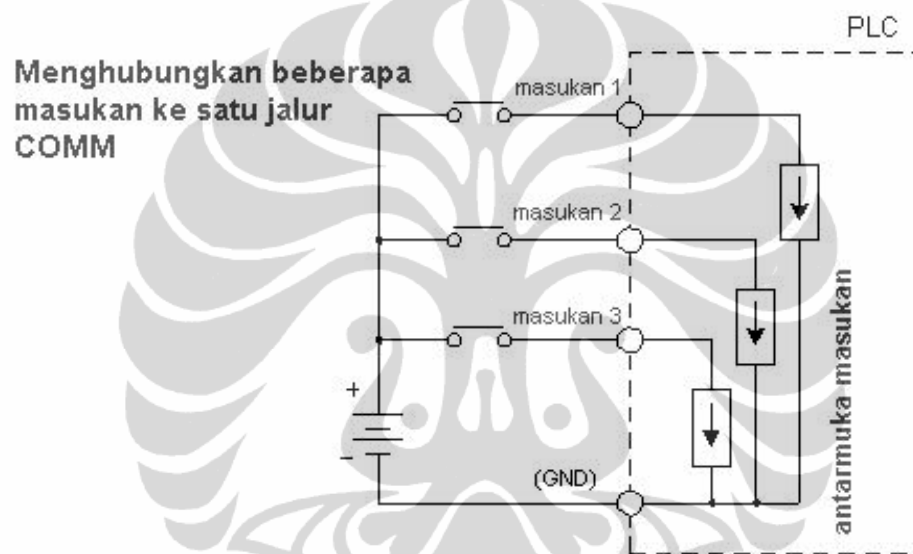 PLC
Menghubungkan beberapa
masukan ke satu jalur
COMM
masukan 1
masukan 2
masukan 3
+
-
(GND)
antarmuka masukan